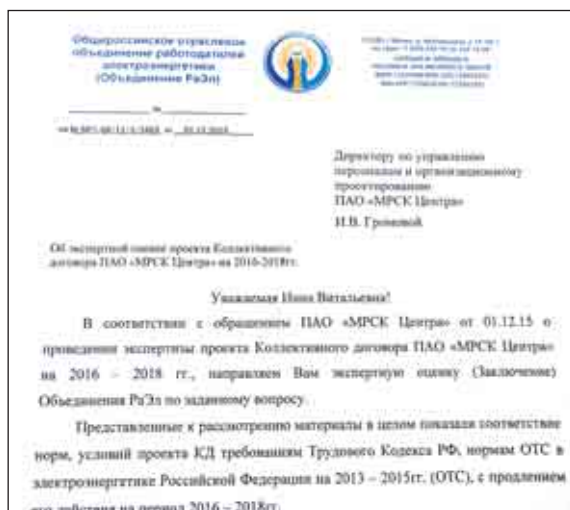 Общероссийское отраслевое
объединение работодателей
электроэнергетики
(Объединение РаЭл)
Директору по управлению
персоналом и организационному
проектированию
ПАО «МРСК Центра»
И.В. Громовой
Об экспертной оценке проекта Коллективного
договора ПАО «МРСК Центра» на 2016-2018гг.
Уважаемая Инна Витальевна!
В соответствии с обращением ПАО «МРСК Центра» от 01.12.15 о
проведении экспертизы проекта Коллективного договора ПАО «МРСК Центра»
на 2016 – 2018 гг., направляем Вам экспертную оценку (Заключение)
Объединения РаЭл по заданному вопросу.
Представленные к рассмотрению материалы в целом показали соответствие
норм, условий проекта КД требованиям Трудового Кодекса РФ, нормам ОТС в
электроэнергетике Российской Федерации на 2013 – 2015гг. (ОТС), с продлением
его действия на период 2016 – 2018гг.